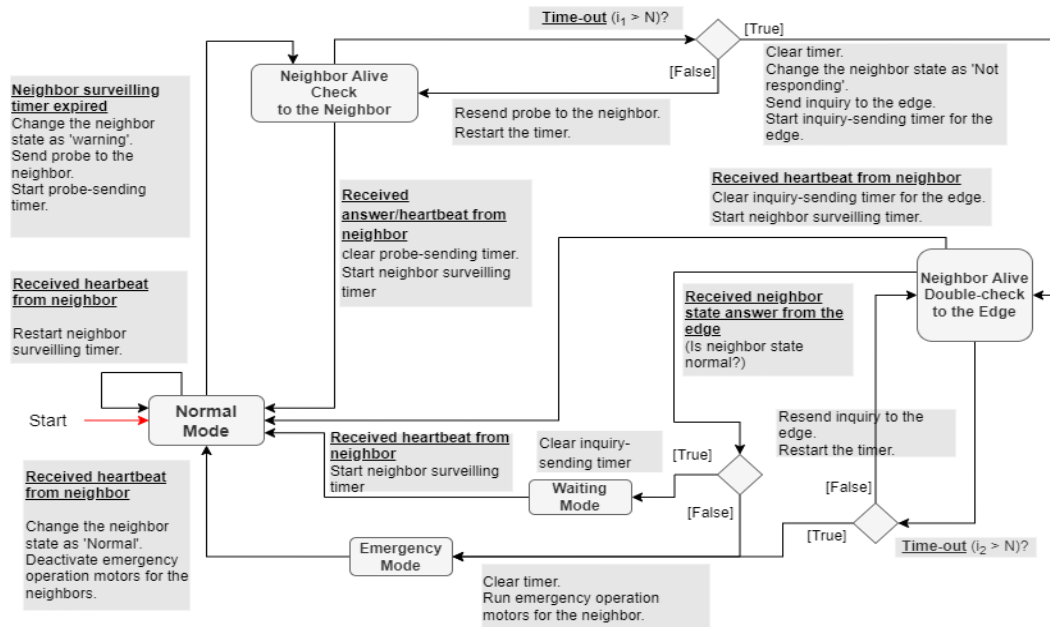 Time-out (i1 > N)?
[True]
Clear timer.
Change the neighbor state as 'Not
responding'.
Send inquiry to the edge.
Start inquiry-sending timer for the
edge.
[False]
Neighbor Alive
Check
to the Neighbor
Resend probe to the neighbor.
Restart the timer.
Neighbor surveilling
timer expired
Change the neighbor
state as 'warning'.
Send probe to the
neighbor.
Start probe-sending
timer.
Received heartbeat from neighbor
Clear inquiry-sending timer for the edge.
Start neighbor surveilling timer.
Received
answer/heartbeat from
neighbor
clear probe-sending timer.
Start neighbor surveilling
timer
Neighbor Alive
Double-check
to the Edge
Received hearbeat
from neighbor
Restart neighbor
surveilling timer.
Received neighbor
state answer from the
edge
(Is neighbor state
normal?)
Start
Normal
Mode
Resend inquiry to the
edge.
Restart the timer.
Received heartbeat from
neighbor
Start neighbor surveilling
timer
Clear inquiry-
sending timer
[True]
Waiting
Mode
[False]
[False]
[True]
Time-out (i2 > N)?
Received heartbeat
from neighbor
Change the neighbor
state as 'Normal'.
Deactivate emergency
operation motors for the
neighbors.
Emergency
Mode
Clear timer.
Run emergency operation
motors for the neighbor.